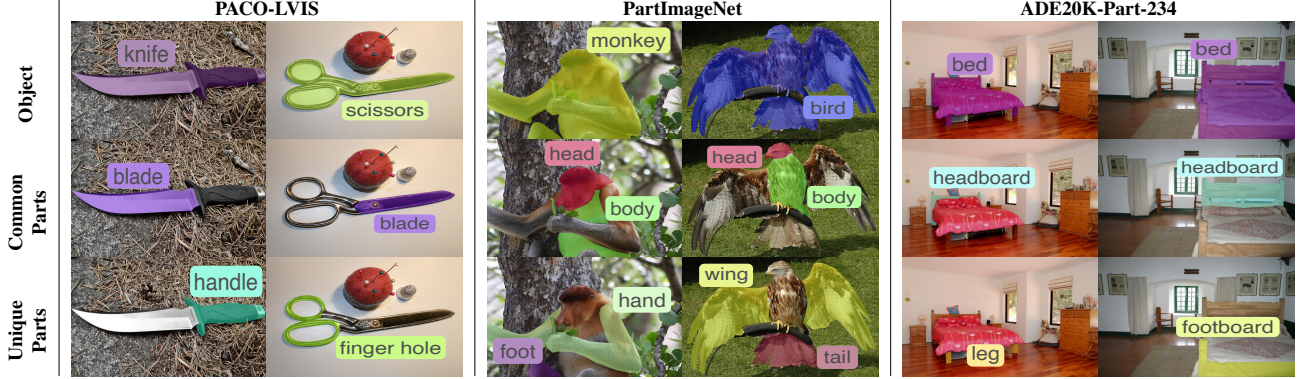 PACO-LVIS PartImageNet ADE20K-Part-234
Object
knife
scissors
monkey
bird
bed
bed
Common
Parts
blade
blade
head
body
head
body
headboard
headboard
Unique
Parts
handle
finger hole
hand
foot
wing
tail
leg
footboard